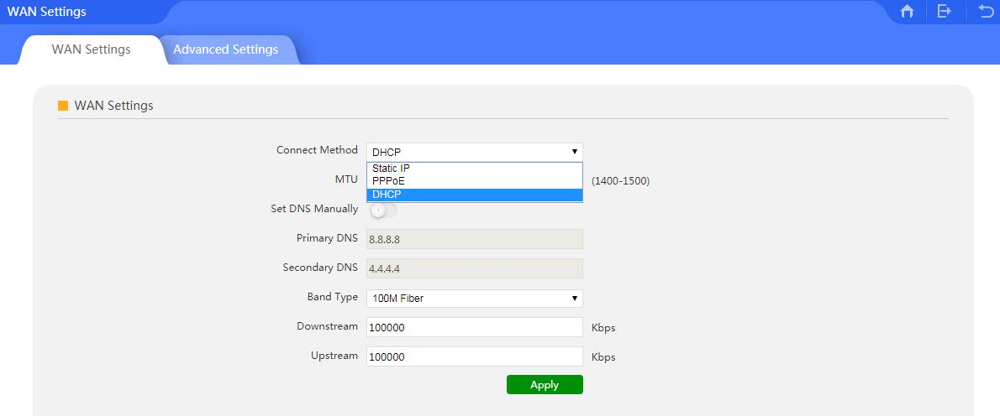 WAN Settings
WAN Settings
Advanced Settings
WAN Settings
Connect Method
DHCP
Static IP
PPPoE
DHCP
MTU
(1400-1500)
Set DNS Manually
Primary DNS
8.8.8.8
Secondary DNS
4.4.4.4
Band Type
100M Fiber
Downstream
100000
Kbps
Upstream
100000
Kbps
Apply